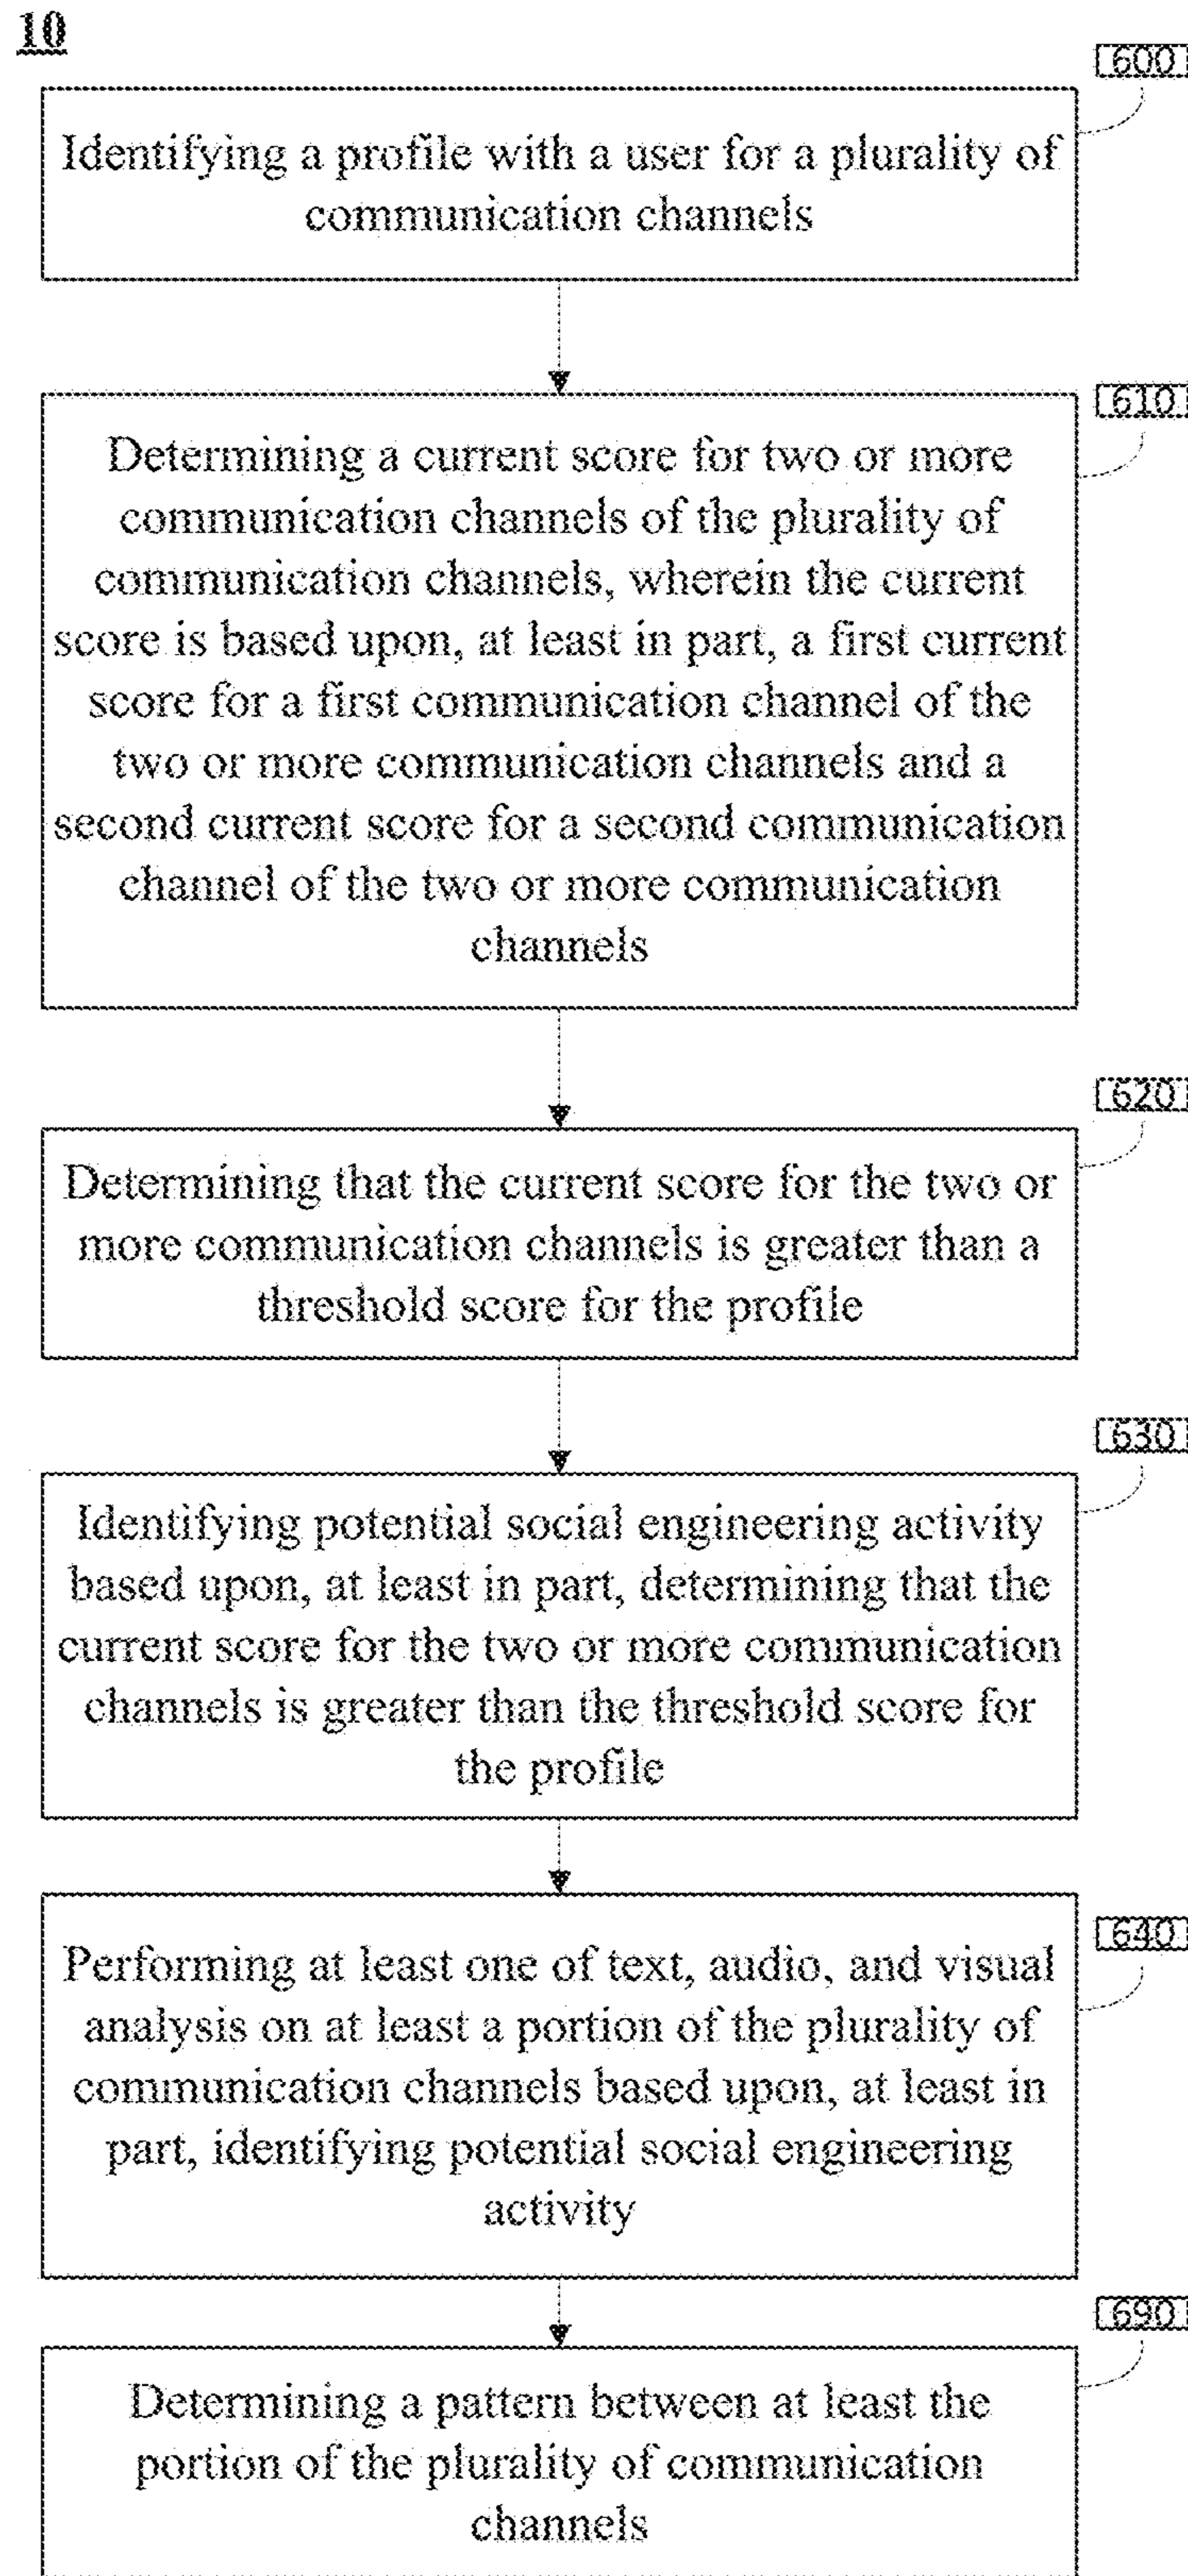 10
600
Identifying a profile with a user for a plurality of
communication channels
610
Determining a current score for two or more
communication channels of the plurality of
communication channels, wherein the current
score is based upon, at least in part, a first current
score for a first communication channel of the
two or more communication channels and a
second current score for a second communication
channel of the two or more communication
channels
620
Determining that the current score for the two or
more communication channels is greater than a
threshold score for the profile
630
Identifying potential social engineering activity
based upon, at least in part, determining that the
current score for the two or more communication
channels is greater than the threshold score for
the profile
640
Performing at least one of text, audio, and visual
analysis on at least a portion of the plurality of
communication channels based upon, at least in
part, identifying potential social engineering
activity
690
Determining a pattern between at least the
portion of the plurality of communication
channels